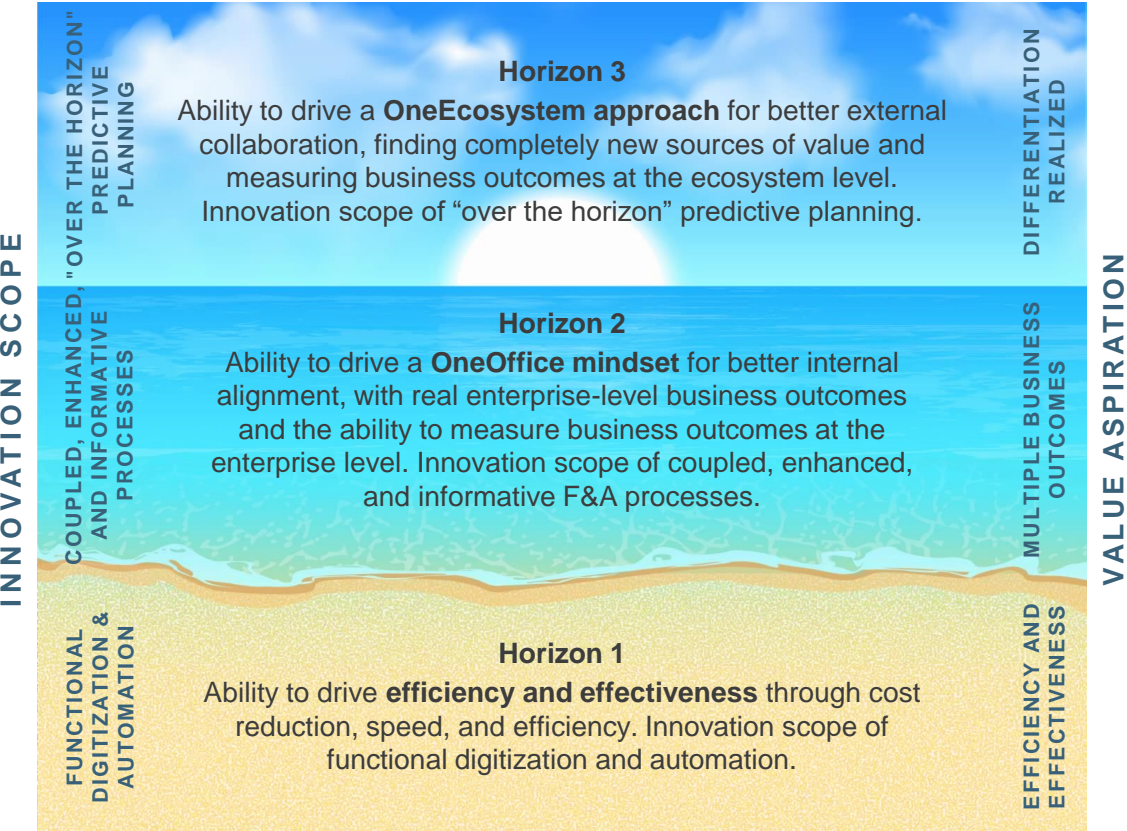 INNOVATION SCOPE
"OVER THE HORIZON"
PREDICTIVE
PLANNING
Horizon 3
Ability to drive a OneEcosystem approach for better external
collaboration, finding completely new sources of value and
measuring business outcomes at the ecosystem level.
Innovation scope of “over the horizon” predictive planning.
DIFFERENTIATION
REALIZED
COUPLED, ENHANCED,
AND INFORMATIVE
PROCESSES
Horizon 2
Ability to drive a OneOffice mindset for better internal
alignment, with real enterprise-level business outcomes
and the ability to measure business outcomes at the
enterprise level. Innovation scope of coupled, enhanced,
and informative F&A processes.
MULTIPLE BUSINESS
OUTCOMES
FUNCTIONAL
DIGITIZATION &
AUTOMATION
Horizon 1
Ability to drive efficiency and effectiveness through cost
reduction, speed, and efficiency. Innovation scope of
functional digitization and automation.
EFFICIENCY AND
EFFECTIVENESS
VALUE ASPIRATION